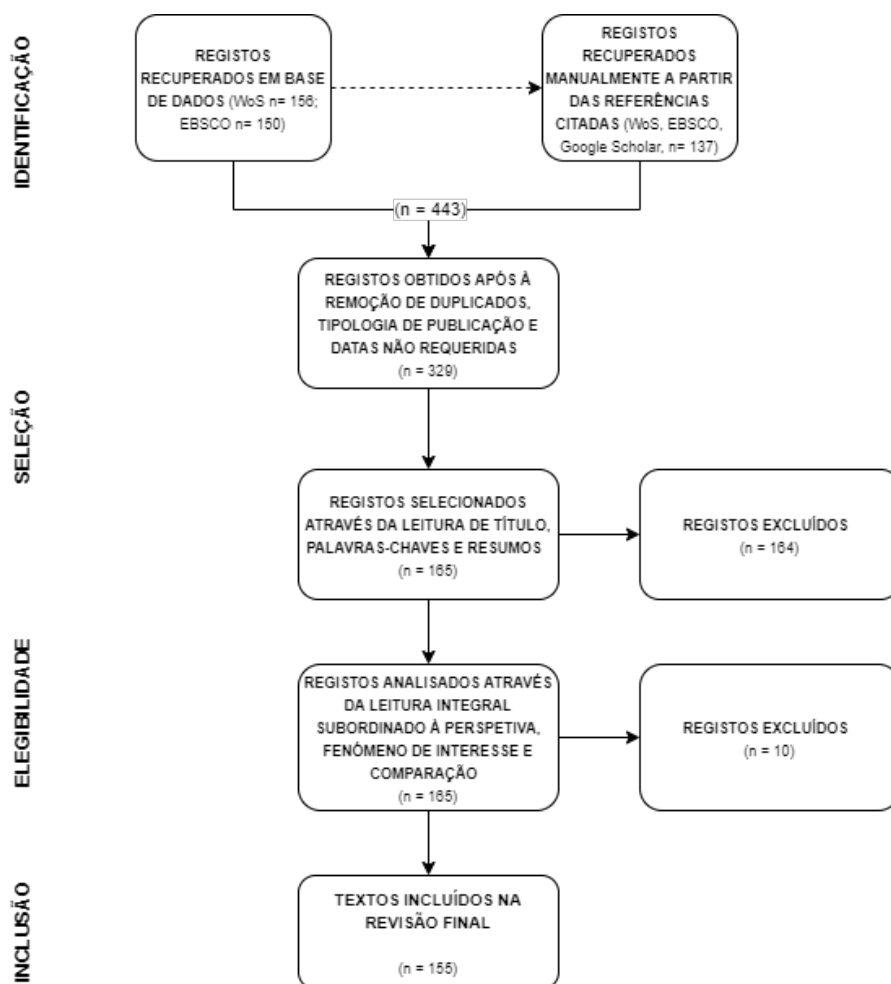 IDENTIFICAÇÃO
REGISTOS
RECUPERADOS EM BASE
DE DADOS (WoS n= 156;
EBSCO n= 150)
REGISTOS
RECUPERADOS
MANUALMENTE A PARTIR
DAS REFERÊNCIAS
CITADAS (WoS, EBSCO,
Google Scholar, n= 137)
(n = 443)
SELEÇÃO
REGISTOS OBTIDOS APÓS À
REMOÇÃO DE DUPLICADOS,
TIPOLOGIA DE PUBLICAÇÃO E
DATAS NÃO REQUERIDAS
(n = 329)
REGISTOS SELECIONADOS
ATRAVÉS DA LEITURA DE TÍTULO,
PALAVRAS-CHAVES E RESUMOS
(n = 165)
REGISTOS EXCLUÍDOS
(n = 164)
ELEGIBILIDADE
REGISTOS ANALISADOS ATRAVÉS
DA LEITURA INTEGRAL
SUBORDINADO À PERSPETIVA,
FENÓMENO DE INTERESSE E
COMPARAÇÃO
(n = 165)
REGISTOS EXCLUÍDOS
(n = 10)
INCLUSÃO
TEXTOS INCLUÍDOS NA
REVISÃO FINAL
(n = 155)